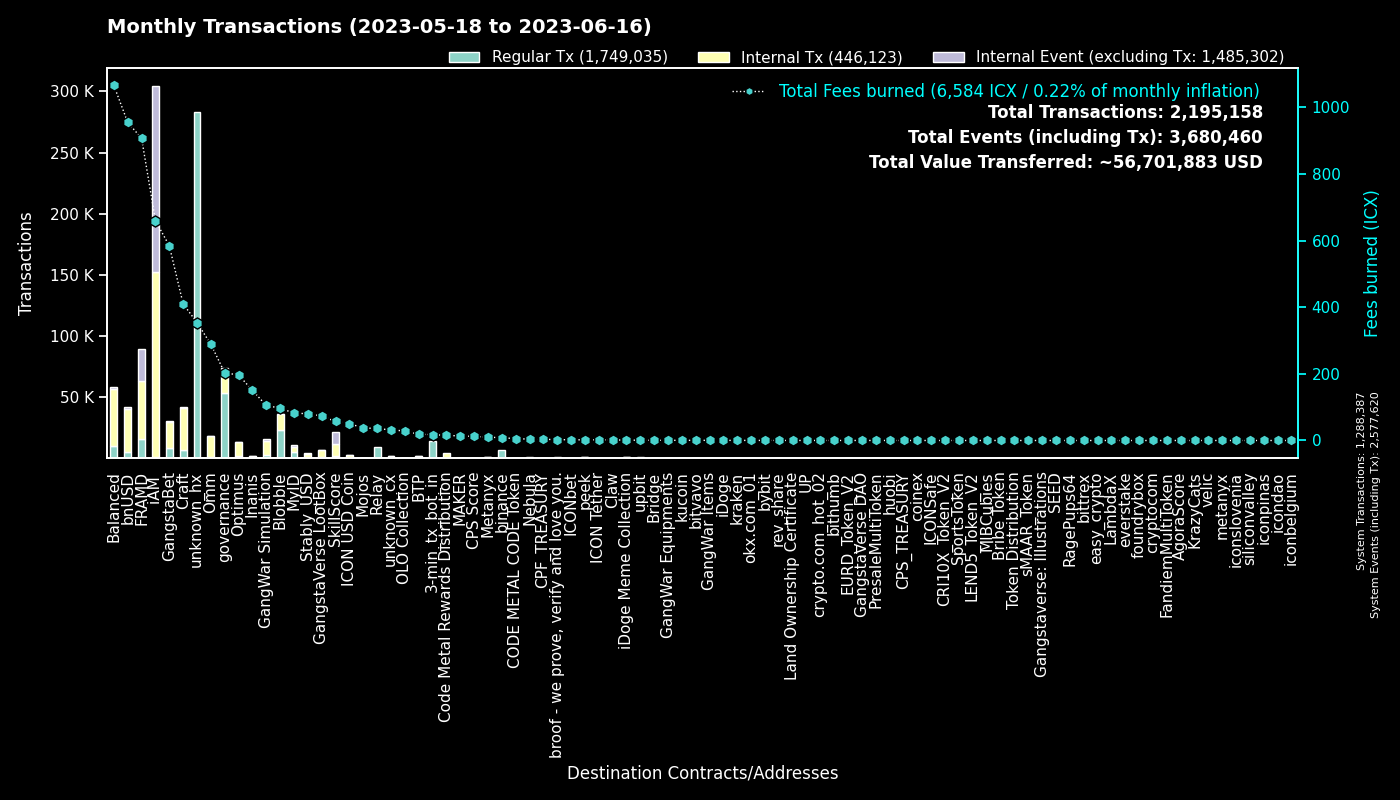 Monthly Transactions (2023-05-18 to 2023-06-16)
Regular Tx (1,749,035)
Internal Tx (446,123)
Internal Event (excluding Tx: 1,485,302)
Total Fees burned (6,584 ICX / 0.22% of monthly inflation)
Total Transactions: 2,195,158
Total Events (including Tx): 3,680,460
Total Value Transferred: ~56,701,883 USD
Transactions
300 K
250 K
200 K
150 K
100 K
50 K
1000
800
600
400
200
0
Fees burned (ICX)
System Transactions: 1,288,387
System Events (including Tx): 2,577,620
Balanced
bnUSD
FRAMD
IAM
GangstaBet
Craft
unknown_hx
Omm
governance
Optimus
Inanis
GangWar Simulation
Blobble
MyID
Stably_USD
GangstaVerse LootBox
SkillScore
ICON USD Coin
Mojos
Relay
unknown_cx
OLO Collection
BTP
3-min_tx_bot_in
Code Metal Rewards Distribution
MAKER
CPS Score
Metanyx
binance
CODE METAL CODE Token
Nebula
CPF_TREASURY
broof - we prove, verify and love you.
ICONbet
peek
ICON Tether
Claw
iDoge Meme Collection
upbit
Bridge
GangWar Equipments
kucoin
bitvavo
GangWar Items
iDoge
kraken
okx.com_01
bybit
rev_share
Land Ownership Certificate
UP
crypto.com_hot_02
bithumb
EURD_Token_V2
GangstaVerse DAO
PresaleMultiToken
huobi
CPS_TREASURY
coinex
ICONSafe
CRI10X_Token_V2
SportsToken
LEND5_Token_V2
MIBCubies
Bribe Token
Token Distribution
sMAAR_Token
Gangstaverse: Illustrations
SEED
RagePups64
bittrex
easy_crypto
LambdaX
everstake
foundrybox
cryptocom
FandiemMultiToken
AgoraScore
KrazyCats
velic
metanyx
iconslovenia
siliconvalley
iconpinas
icondao
iconbelgium
Destination Contracts/Addresses